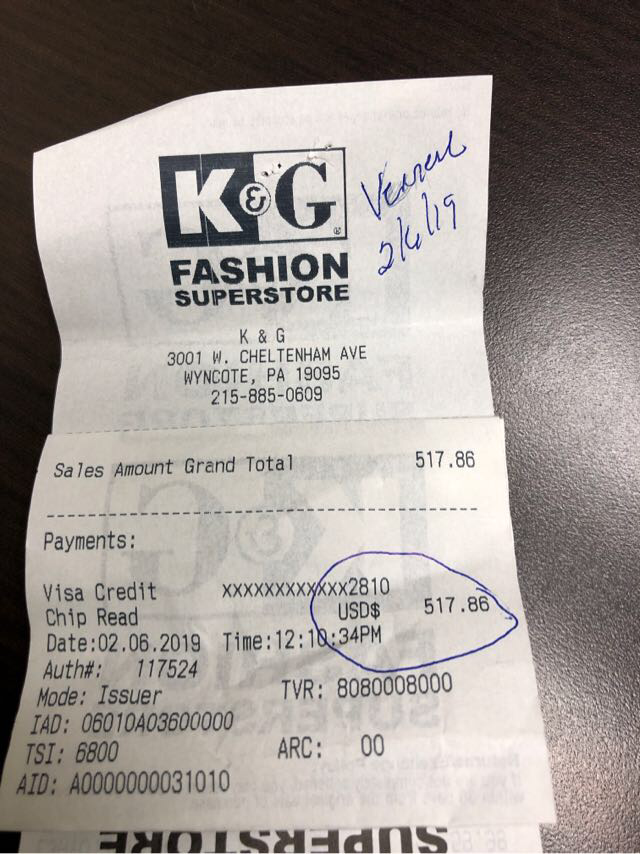 K&G®
FASHION
SUPERSTORE
2/6/19
K & G
3001 W. CHELTENHAM AVE
WYNCOTE, PA 19095
215-885-0609
Sales Amount Grand Total 517.86
Payments:
Visa Credit XXXXXXXXXXXX2810
Chip Read USD$ 517.86
Date:02.06.2019 Time:12:10:34PM
Auth#: 117524
Mode: Issuer TVR: 8080008000
IAD: 06010A03600000
TSI: 6800 ARC: 00
AID: A0000000031010
SUPERSTORE